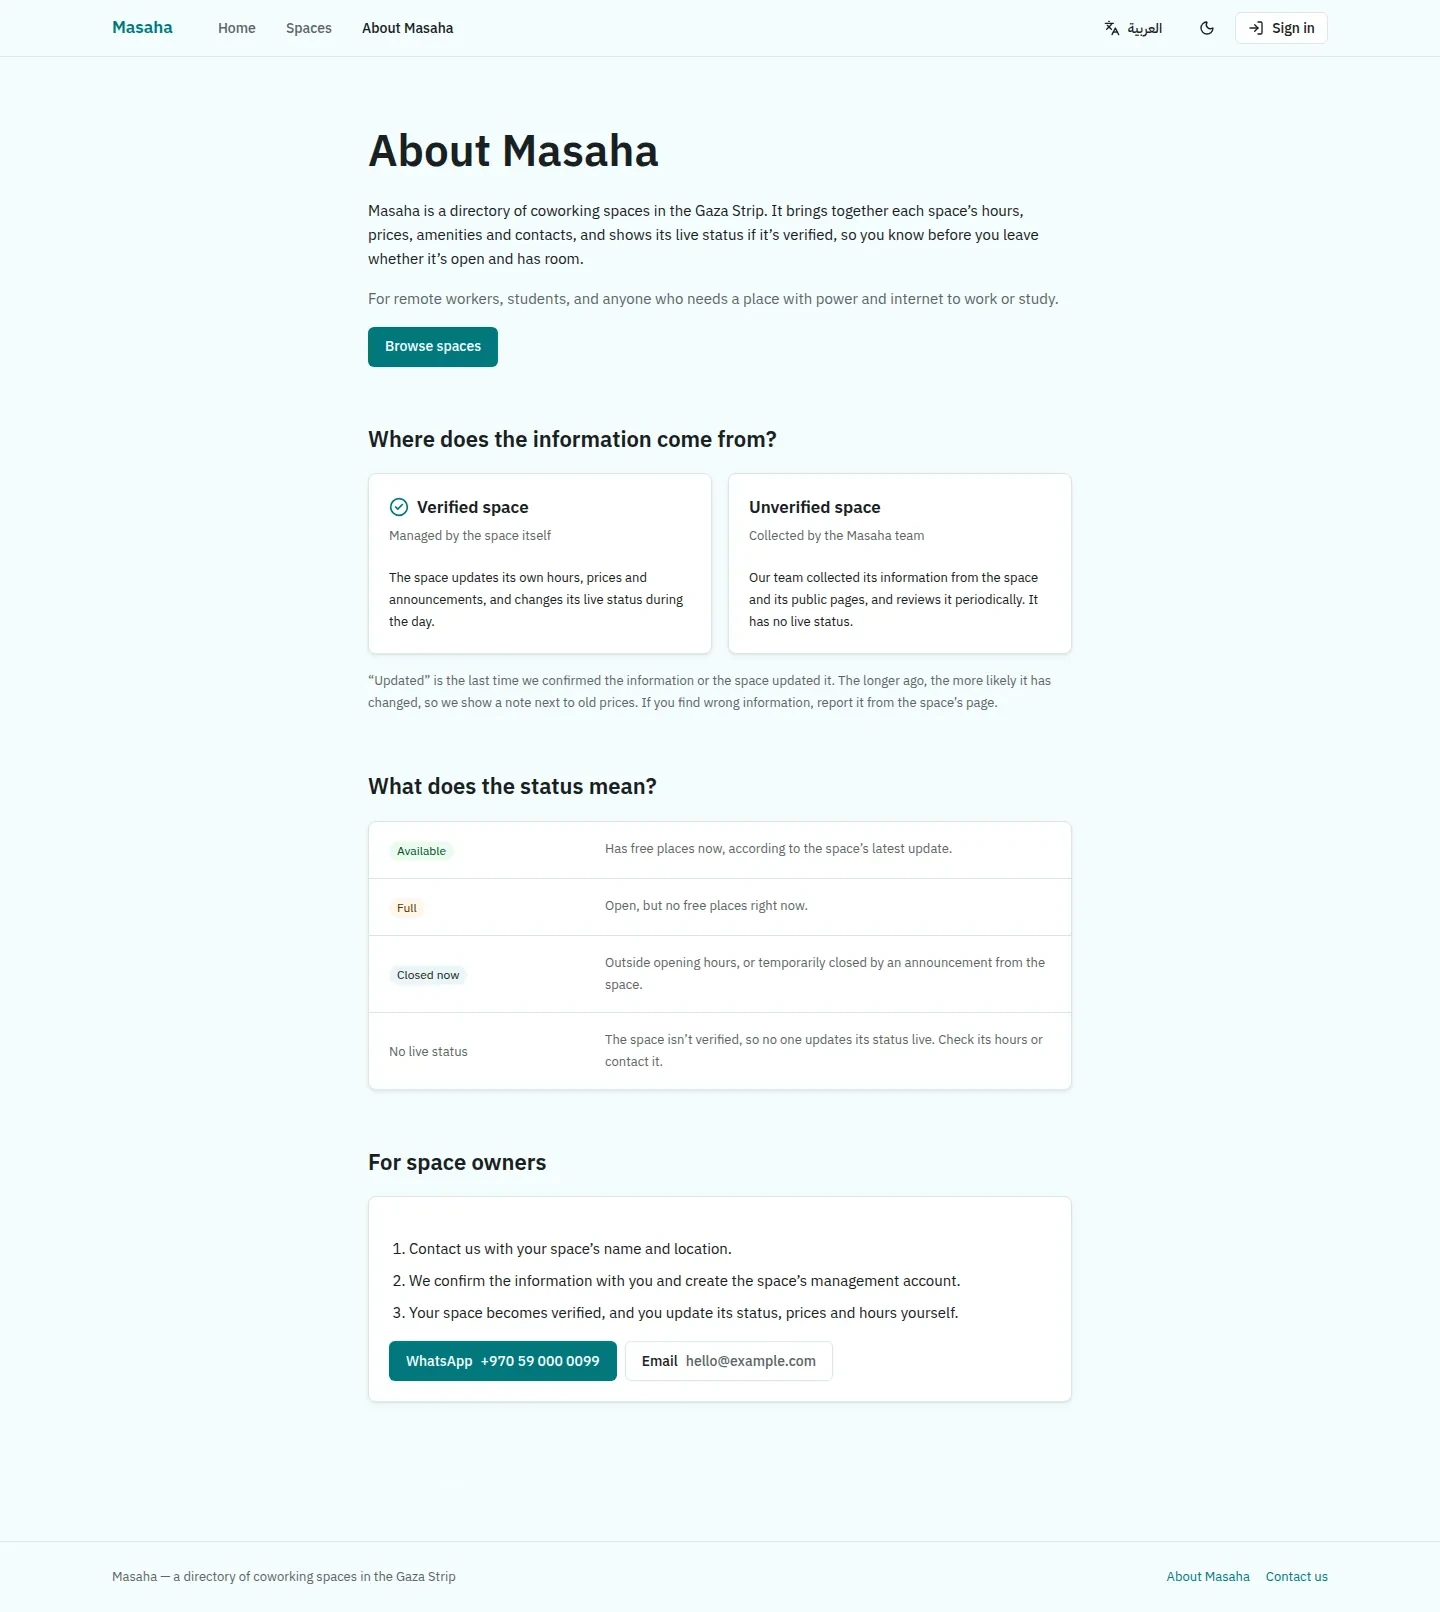 Masaha
Home
Spaces
About Masaha
العربية
Sign in
About Masaha
Masaha is a directory of coworking spaces in the Gaza Strip. It brings together each space’s hours,
prices, amenities and contacts, and shows its live status if it’s verified, so you know before you leave
whether it’s open and has room.
For remote workers, students, and anyone who needs a place with power and internet to work or study.
Browse spaces
Where does the information come from?
Verified space
Managed by the space itself
The space updates its own hours, prices and
announcements, and changes its live status during
the day.
Unverified space
Collected by the Masaha team
Our team collected its information from the space
and its public pages, and reviews it periodically. It
has no live status.
“Updated” is the last time we confirmed the information or the space updated it. The longer ago, the more likely it has
changed, so we show a note next to old prices. If you find wrong information, report it from the space’s page.
What does the status mean?
Available
Has free places now, according to the space’s latest update.
Full
Open, but no free places right now.
Closed now
Outside opening hours, or temporarily closed by an announcement from the
space.
No live status
The space isn’t verified, so no one updates its status live. Check its hours or
contact it.
For space owners
1. Contact us with your space’s name and location.
2. We confirm the information with you and create the space’s management account.
3. Your space becomes verified, and you update its status, prices and hours yourself.
WhatsApp +970 59 000 0099
Email hello@example.com
Masaha — a directory of coworking spaces in the Gaza Strip
About Masaha
Contact us